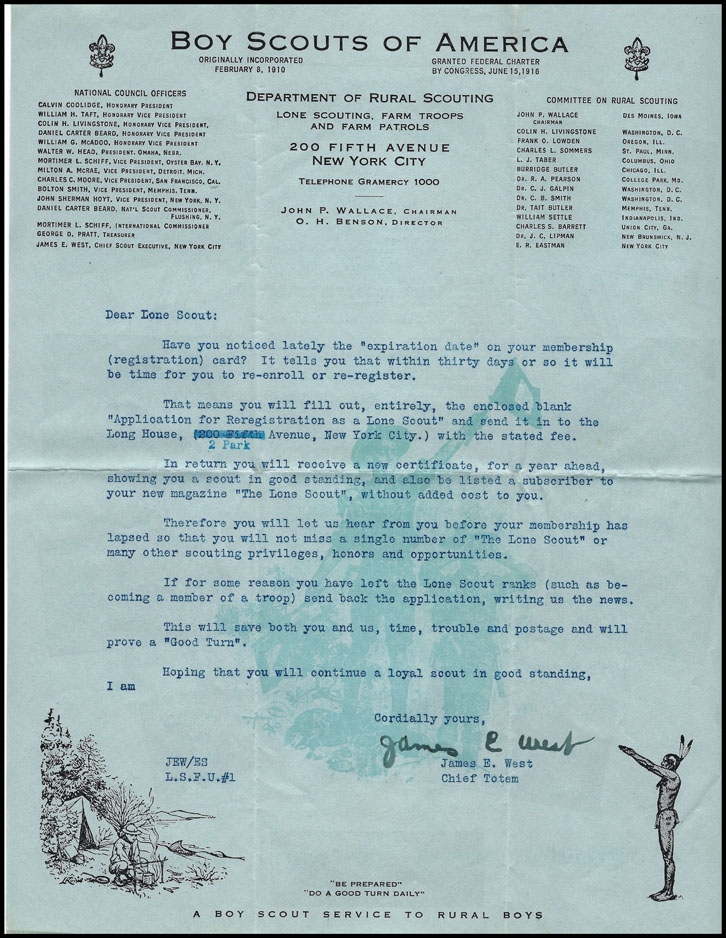 BOY SCOUTS OF AMERICA
ORIGINALLY INCORPORATED
FEBRUARY 8, 1910
GRANTED FEDERAL CHARTER
BY CONGRESS, JUNE 15, 1916
NATIONAL COUNCIL OFFICERS
CALVIN COOLIDGE, HONORARY PRESIDENT
WILLIAM H. TAFT, HONORARY VICE PRESIDENT
COLIN H. LIVINGSTONE, HONORARY VICE PRESIDENT,
DANIEL CARTER BEARD, HONORARY VICE PRESIDENT
WILLIAM G. MCADOO, HONORARY VICE PRESIDENT
WALTER W. HEAD, PRESIDENT, OMAHA, NEBR.
MORTIMER L. SCHIFF, VICE PRESIDENT, OYSTER BAY, N. Y.
MILTON A. MCRAE, VICE PRESIDENT, DETROIT, MICH.
CHARLES C. MOORE, VICE PRESIDENT, SAN FRANCISCO, CAL.
BOLTON SMITH, VICE PRESIDENT, MEMPHIS, TENN.
JOHN SHERMAN HOYT, VICE PRESIDENT, NEW YORK, N. Y.
DANIEL CARTER BEARD, NAT'L SCOUT COMMISSIONER,
FLUSHING, N. Y.
MORTIMER L. SCHIFF, INTERNATIONAL COMMISSIONER
GEORGE D. PRATT, TREASURER
JAMES E. WEST, CHIEF SCOUT EXECUTIVE, NEW YORK CITY
DEPARTMENT OF RURAL SCOUTING
LONE SCOUTING, FARM TROOPS
AND FARM PATROLS
200 FIFTH AVENUE
NEW YORK CITY
TELEPHONE GRAMERCY 1000
JOHN P. WALLACE, CHAIRMAN
O. H. BENSON, DIRECTOR
COMMITTEE ON RURAL SCOUTING
JOHN P. WALLACE DES MOINES, IOWA
CHAIRMAN
COLIN H. LIVINGSTONE WASHINGTON, D. C.
FRANK O. LOWDEN OREGON, ILL.
CHARLES L. SOMMERS ST. PAUL, MINN.
L. J. TABER COLUMBUS, OHIO
BURRIDGE BUTLER CHICAGO, ILL.
DR. R. A. PEARSON COLLEGE PARK, MD.
DR. C. J. GALPIN WASHINGTON, D. C.
DR. C. B. SMITH WASHINGTON, D. C.
DR. TAIT BUTLER MEMPHIS, TENN.
WILLIAM SETTLE INDIANAPOLIS, IND.
CHARLES S. BARRETT UNION CITY, GA.
DR. J. C. LIPMAN NEW BRUNSWICK, N. J.
E. R. EASTMAN NEW YORK CITY
Dear Lone Scout:
Have you noticed lately the "expiration date" on your membership
(registration) card? It tells you that within thirty days or so it will
be time for you to re-enroll or re-register.
That means you will fill out, entirely, the enclosed blank
"Application for Reregistration as a Lone Scout" and send it in to the
Long House, (200 Fifth Avenue, New York City.) with the stated fee.
2 Park
In return you will receive a new certificate, for a year ahead,
showing you a scout in good standing, and also be listed a subscriber to
your new magazine "The Lone Scout", without added cost to you.
Therefore you will let us hear from you before your membership has
lapsed so that you will not miss a single number of "The Lone Scout" or
many other scouting privileges, honors and opportunities.
If for some reason you have left the Lone Scout ranks (such as be-
coming a member of a troop) send back the application, writing us the news.
This will save both you and us, time, trouble and postage and will
prove a "Good Turn".
Hoping that you will continue a loyal scout in good standing,
I am
Cordially yours,
James E West
James E. West
Chief Totem
JEW/ES
L.S.F.U.#1
"BE PREPARED"
"DO A GOOD TURN DAILY"
A BOY SCOUT SERVICE TO RURAL BOYS